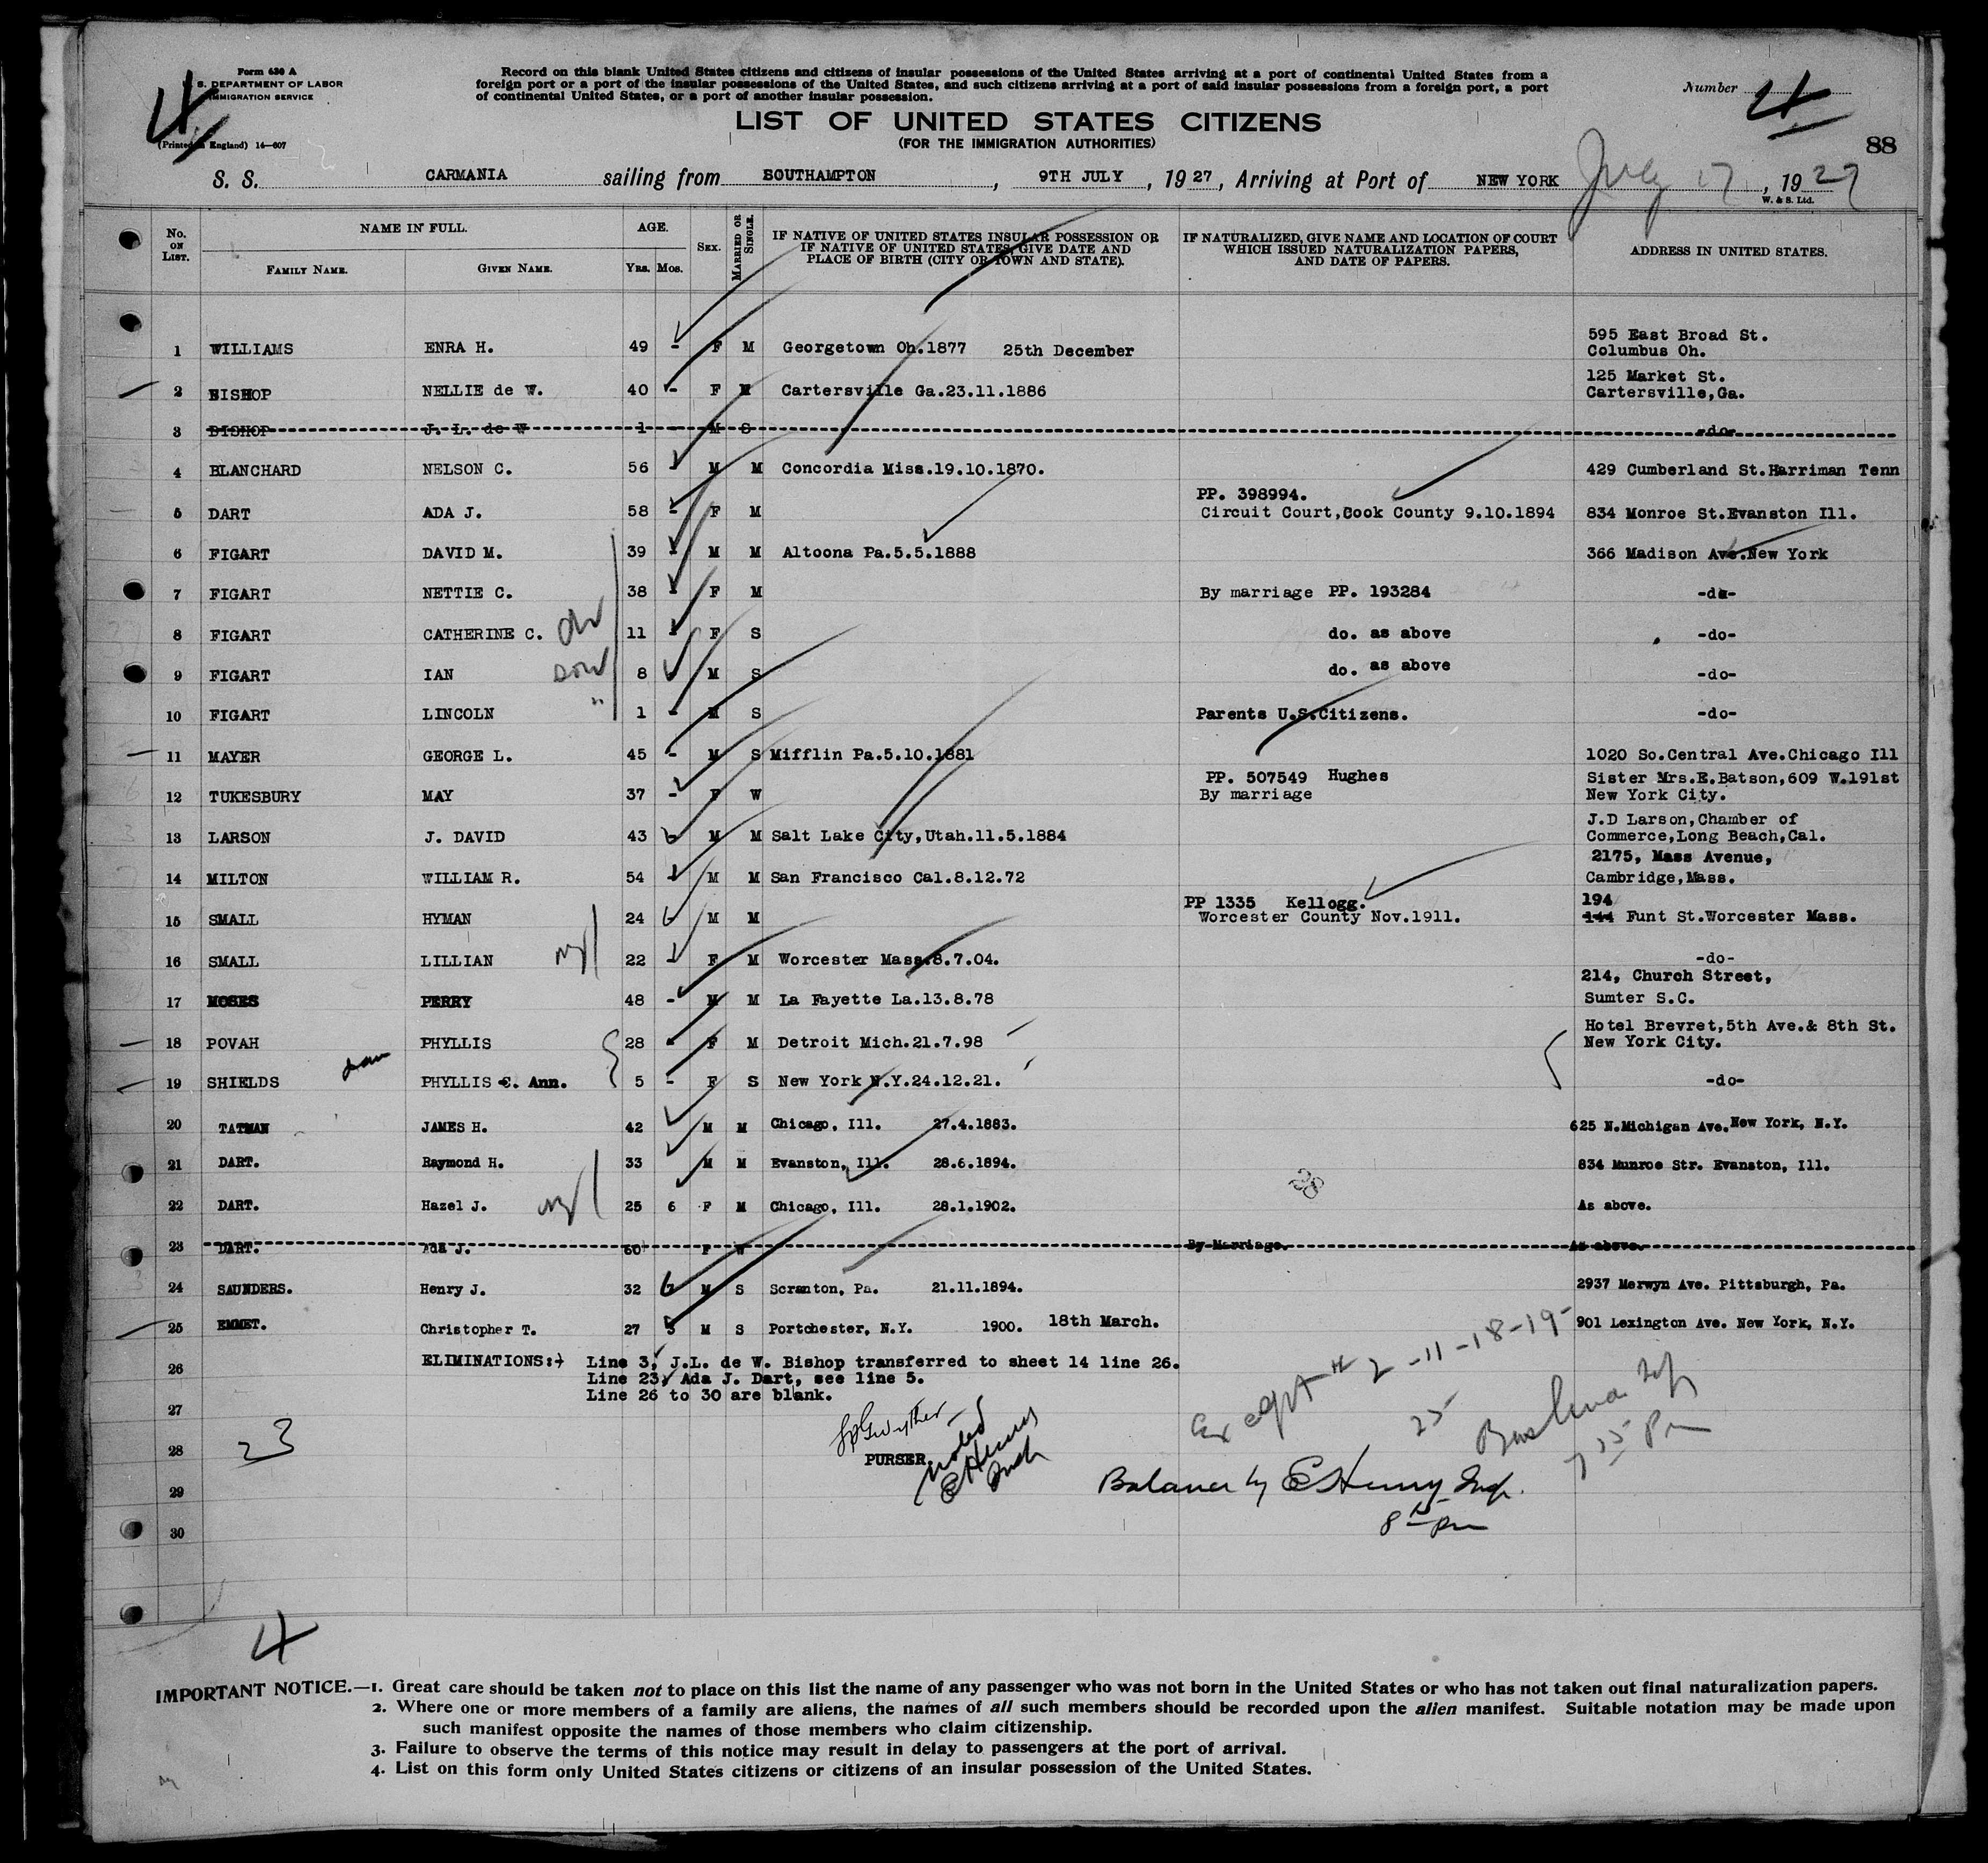 Form 630 A
U. S. DEPARTMENT OF LABOR
IMMIGRATION SERVICE
(Printed in England) 14—607
4
Record on this blank United States citizens and citizens of insular possessions of the United States arriving at a port of continental United States from a
foreign port or a port of the insular possessions of the United States, and such citizens arriving at a port of said insular possessions from a foreign port, a port
of continental United States, or a port of another insular possession.
Number 4
LIST OF UNITED STATES CITIZENS
(FOR THE IMMIGRATION AUTHORITIES)
88
S. S. CARMANIA sailing from SOUTHAMPTON, 9TH JULY, 1927, Arriving at Port of NEW YORK July 17, 1927
W. & S. Ltd.
No. ON LIST. NAME IN FULL. FAMILY NAME. GIVEN NAME. AGE. YRS. MOS. SEX. MARRIED OR SINGLE. IF NATIVE OF UNITED STATES INSULAR POSSESSION OR IF NATIVE OF UNITED STATES, GIVE DATE AND PLACE OF BIRTH (CITY OR TOWN AND STATE). IF NATURALIZED, GIVE NAME AND LOCATION OF COURT WHICH ISSUED NATURALIZATION PAPERS, AND DATE OF PAPERS. ADDRESS IN UNITED STATES.
1 WILLIAMS ENRA H. 49 - F M Georgetown Oh.1877 25th December 595 East Broad St. Columbus Oh.
2 BISHOP NELLIE de W. 40 - F M Cartersville Ga.23.11.1886 125 Market St. Cartersville,Ga.
3 BISHOP J. L. de W 1 - M S -do-
4 BLANCHARD NELSON C. 56 - M M Concordia Miss.19.10.1870. 429 Cumberland St.Harriman Tenn
5 DART ADA J. 58 - F M PP. 398994. Circuit Court,Cook County 9.10.1894 834 Monroe St.Evanston Ill.
6 FIGART DAVID M. 39 - M M Altoona Pa.5.5.1888 366 Madison Ave.New York
7 FIGART NETTIE C. 38 - F M By marriage PP. 193284 -do-
8 FIGART CATHERINE C. 11 - F S do. as above -do-
9 FIGART IAN son 8 M S do. as above -do-
10 FIGART LINCOLN " 1 - M S Parents U.S.Citizens. -do-
11 MAYER GEORGE L. 45 - M S Mifflin Pa.5.10.1881 1020 So.Central Ave.Chicago Ill
12 TUKESBURY MAY 37 - F W PP. 507549 Hughes By marriage Sister Mrs.E.Batson,609 W.191st New York City.
13 LARSON J. DAVID 43 - M M Salt Lake City,Utah.11.5.1884 J.D Larson,Chamber of Commerce,Long Beach,Cal.
14 MILTON WILLIAM R. 54 - M M San Francisco Cal.8.12.72 2175, Mass Avenue, Cambridge,Mass.
15 SMALL HYMAN 24 - M M PP 1335 Kellogg. Worcester County Nov.1911. 194 144 Funt St.Worcester Mass.
16 SMALL LILLIAN 22 - F M Worcester Mass.8.7.04. -do-
17 MOSES PERRY 48 - M M La Fayette La.13.8.78 214, Church Street, Sumter S.C.
18 POVAH PHYLLIS 28 - F M Detroit Mich.21.7.98 Hotel Brevret,5th Ave.& 8th St. New York City.
19 SHIELDS PHYLLIS C. Ann. 5 - F S New York N.Y.24.12.21. -do-
20 TATMAN JAMES H. 42 M M Chicago, Ill. 27.4.1883. 625 N.Michigan Ave.New York, N.Y.
21 DART. Raymond H. 33 M M Evanston, Ill. 28.6.1894. 834 Munroe Str. Evanston, Ill.
22 DART. Hazel J. 25 6 F M Chicago, Ill. 28.1.1902. As above.
23 DART. Ada J. 60 F W By Marriage. As above.
24 SAUNDERS. Henry J. 32 7 M S Scranton, Pa. 21.11.1894. 2937 Merwyn Ave. Pittsburgh, Pa.
25 EMMET. Christopher T. 27 3 M S Portchester, N.Y. 1900. 18th March. 901 Lexington Ave. New York, N.Y.
26 ELIMINATIONS:- Line 3, J.L. de W. Bishop transferred to sheet 14 line 26.
Line 23, Ada J. Dart, see line 5.
Line 26 to 30 are blank.
27
28 23
PURSER.
noted
E Henry
Insp
Except # 2 -11-18-19-
25
7 35 Pm
29 Balance by E Henry Insp.
8 15 Pm
30
4
IMPORTANT NOTICE.—1. Great care should be taken not to place on this list the name of any passenger who was not born in the United States or who has not taken out final naturalization papers.
2. Where one or more members of a family are aliens, the names of all such members should be recorded upon the alien manifest. Suitable notation may be made upon
such manifest opposite the names of those members who claim citizenship.
3. Failure to observe the terms of this notice may result in delay to passengers at the port of arrival.
4. List on this form only United States citizens or citizens of an insular possession of the United States.